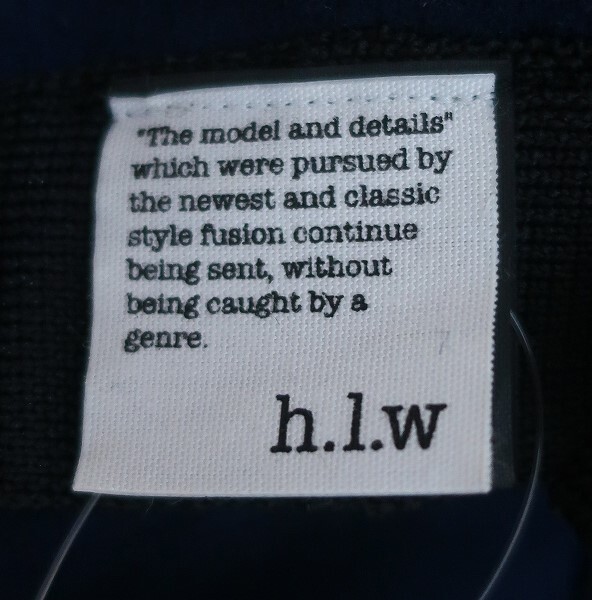 "The model and details"
which were pursued by
the newest and classic
style fusion continue
being sent, without
being caught by a
genre.
h.l.w